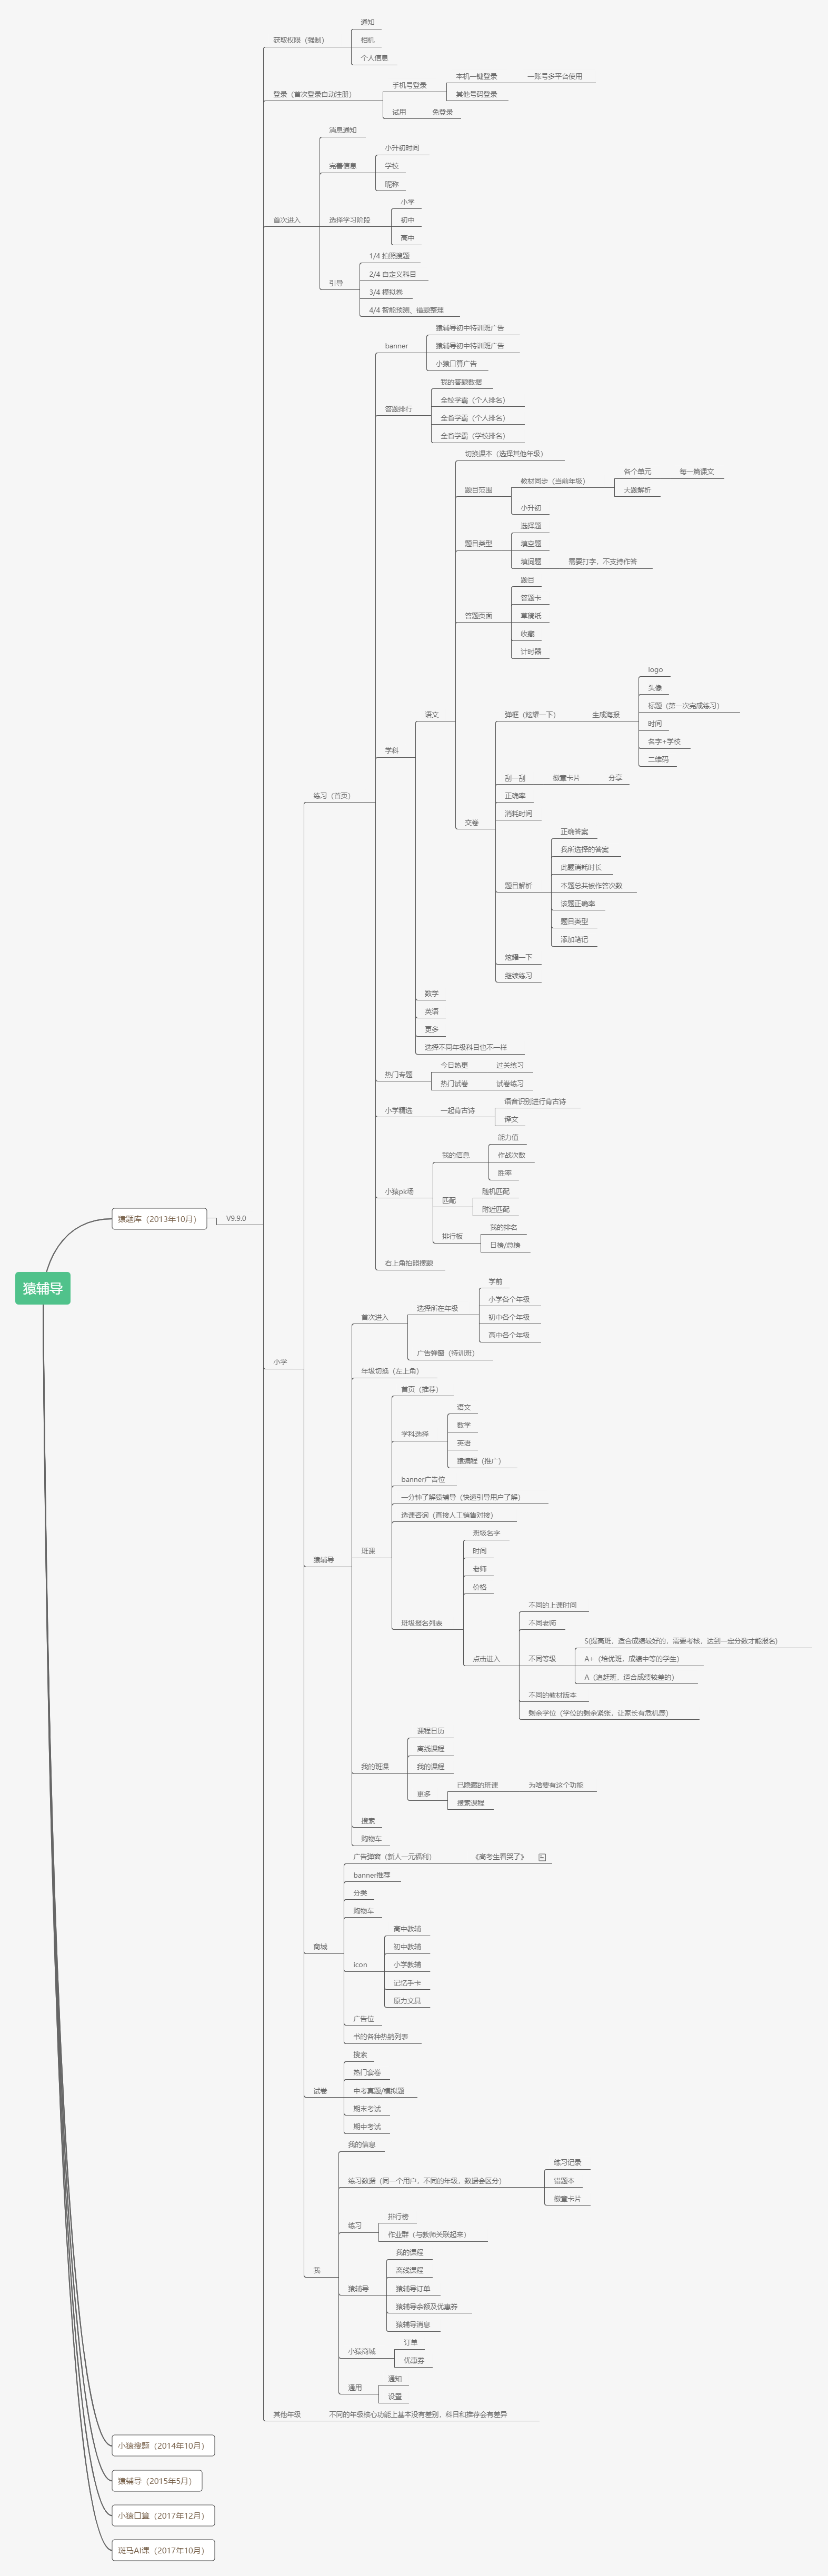 通知
获取权限（强制）
相机
个人信息
本机一键登录
一账号多平台使用
手机号登录
其他号码登录
登录（首次登录自动注册）
试用
免登录
消息通知
小升初时间
完善信息
学校
昵称
小学
首次进入
选择学习阶段
初中
高中
1/4 拍照搜题
2/4 自定义科目
引导
3/4 模拟卷
4/4 智能预测，错题整理
猿辅导初中特训班广告
banner
猿辅导初中特训班广告
小猿口算广告
我的答题数据
全校学霸（个人排名）
答题排行
全省学霸（个人排名）
全省学霸（学校排名）
切换课本（选择其他年级）
各个单元
每一篇课文
教材同步（当前年级）
大题解析
题目范围
小升初
选择题
题目类型
填空题
填词题
需要打字，不支持作答
题目
答题卡
答题页面
草稿纸
收藏
计时器
logo
头像
标题（第一次完成练习）
语文
弹框（炫耀一下）
生成海报
时间
名字+学校
二维码
学科
刮一刮
徽章卡片
分享
练习（首页）
正确率
消耗时间
交卷
正确答案
我所选择的答案
此题消耗时长
题目解析
本题总共被作答次数
该题正确率
题目类型
添加笔记
炫耀一下
继续练习
数学
英语
更多
选择不同年级科目也不一样
今日热更
过关练习
热门专题
热门试卷
试卷练习
语音识别进行背古诗
小学精选
一起背古诗
译文
能力值
我的信息
作战次数
胜率
小猿pk场
随机匹配
匹配
附近匹配
猿题库（2013年10月）
V9.9.0
我的排名
排行板
日榜/总榜
右上角拍照搜题
猿辅导
学前
选择所在年级
小学各个年级
首次进入
初中各个年级
高中各个年级
广告弹窗（特训班）
小学
年级切换（左上角）
首页（推荐）
语文
数学
学科选择
英语
猿编程（推广）
banner广告位
一分钟了解猿辅导（快速引导用户了解）
选课咨询（直接人工销售对接）
班级名字
时间
班课
猿辅导
老师
价格
不同的上课时间
班级报名列表
不同老师
S(提高班，适合成绩较好的，需要考核，达到一定分数才能报名)
点击进入
不同等级
A+（培优班，成绩中等的学生）
A（追赶班，适合成绩较差的）
不同的教材版本
剩余学位（学位的剩余紧张，让家长有危机感）
课程日历
离线课程
我的班课
我的课程
已隐藏的班课
为啥要有这个功能
更多
搜索课程
搜索
购物车
广告弹窗（新人一元福利）
《高考生看哭了》
banner推荐
分类
购物车
高中教辅
商城
初中教辅
icon
小学教辅
记忆手卡
原力文具
广告位
书的各种热销列表
搜索
热门套卷
试卷
中考真题/模拟题
期末考试
期中考试
我的信息
练习记录
练习数据（同一个用户，不同的年级，数据会区分）
错题本
徽章卡片
排行榜
练习
作业群（与教师关联起来）
我的课程
我
离线课程
猿辅导
猿辅导订单
猿辅导余额及优惠券
猿辅导消息
订单
小猿商城
优惠券
通知
通用
设置
其他年级
不同的年级核心功能上基本没有差别，科目和推荐会有差异
小猿搜题（2014年10月）
猿辅导（2015年5月）
小猿口算（2017年12月）
斑马AI课（2017年10月）